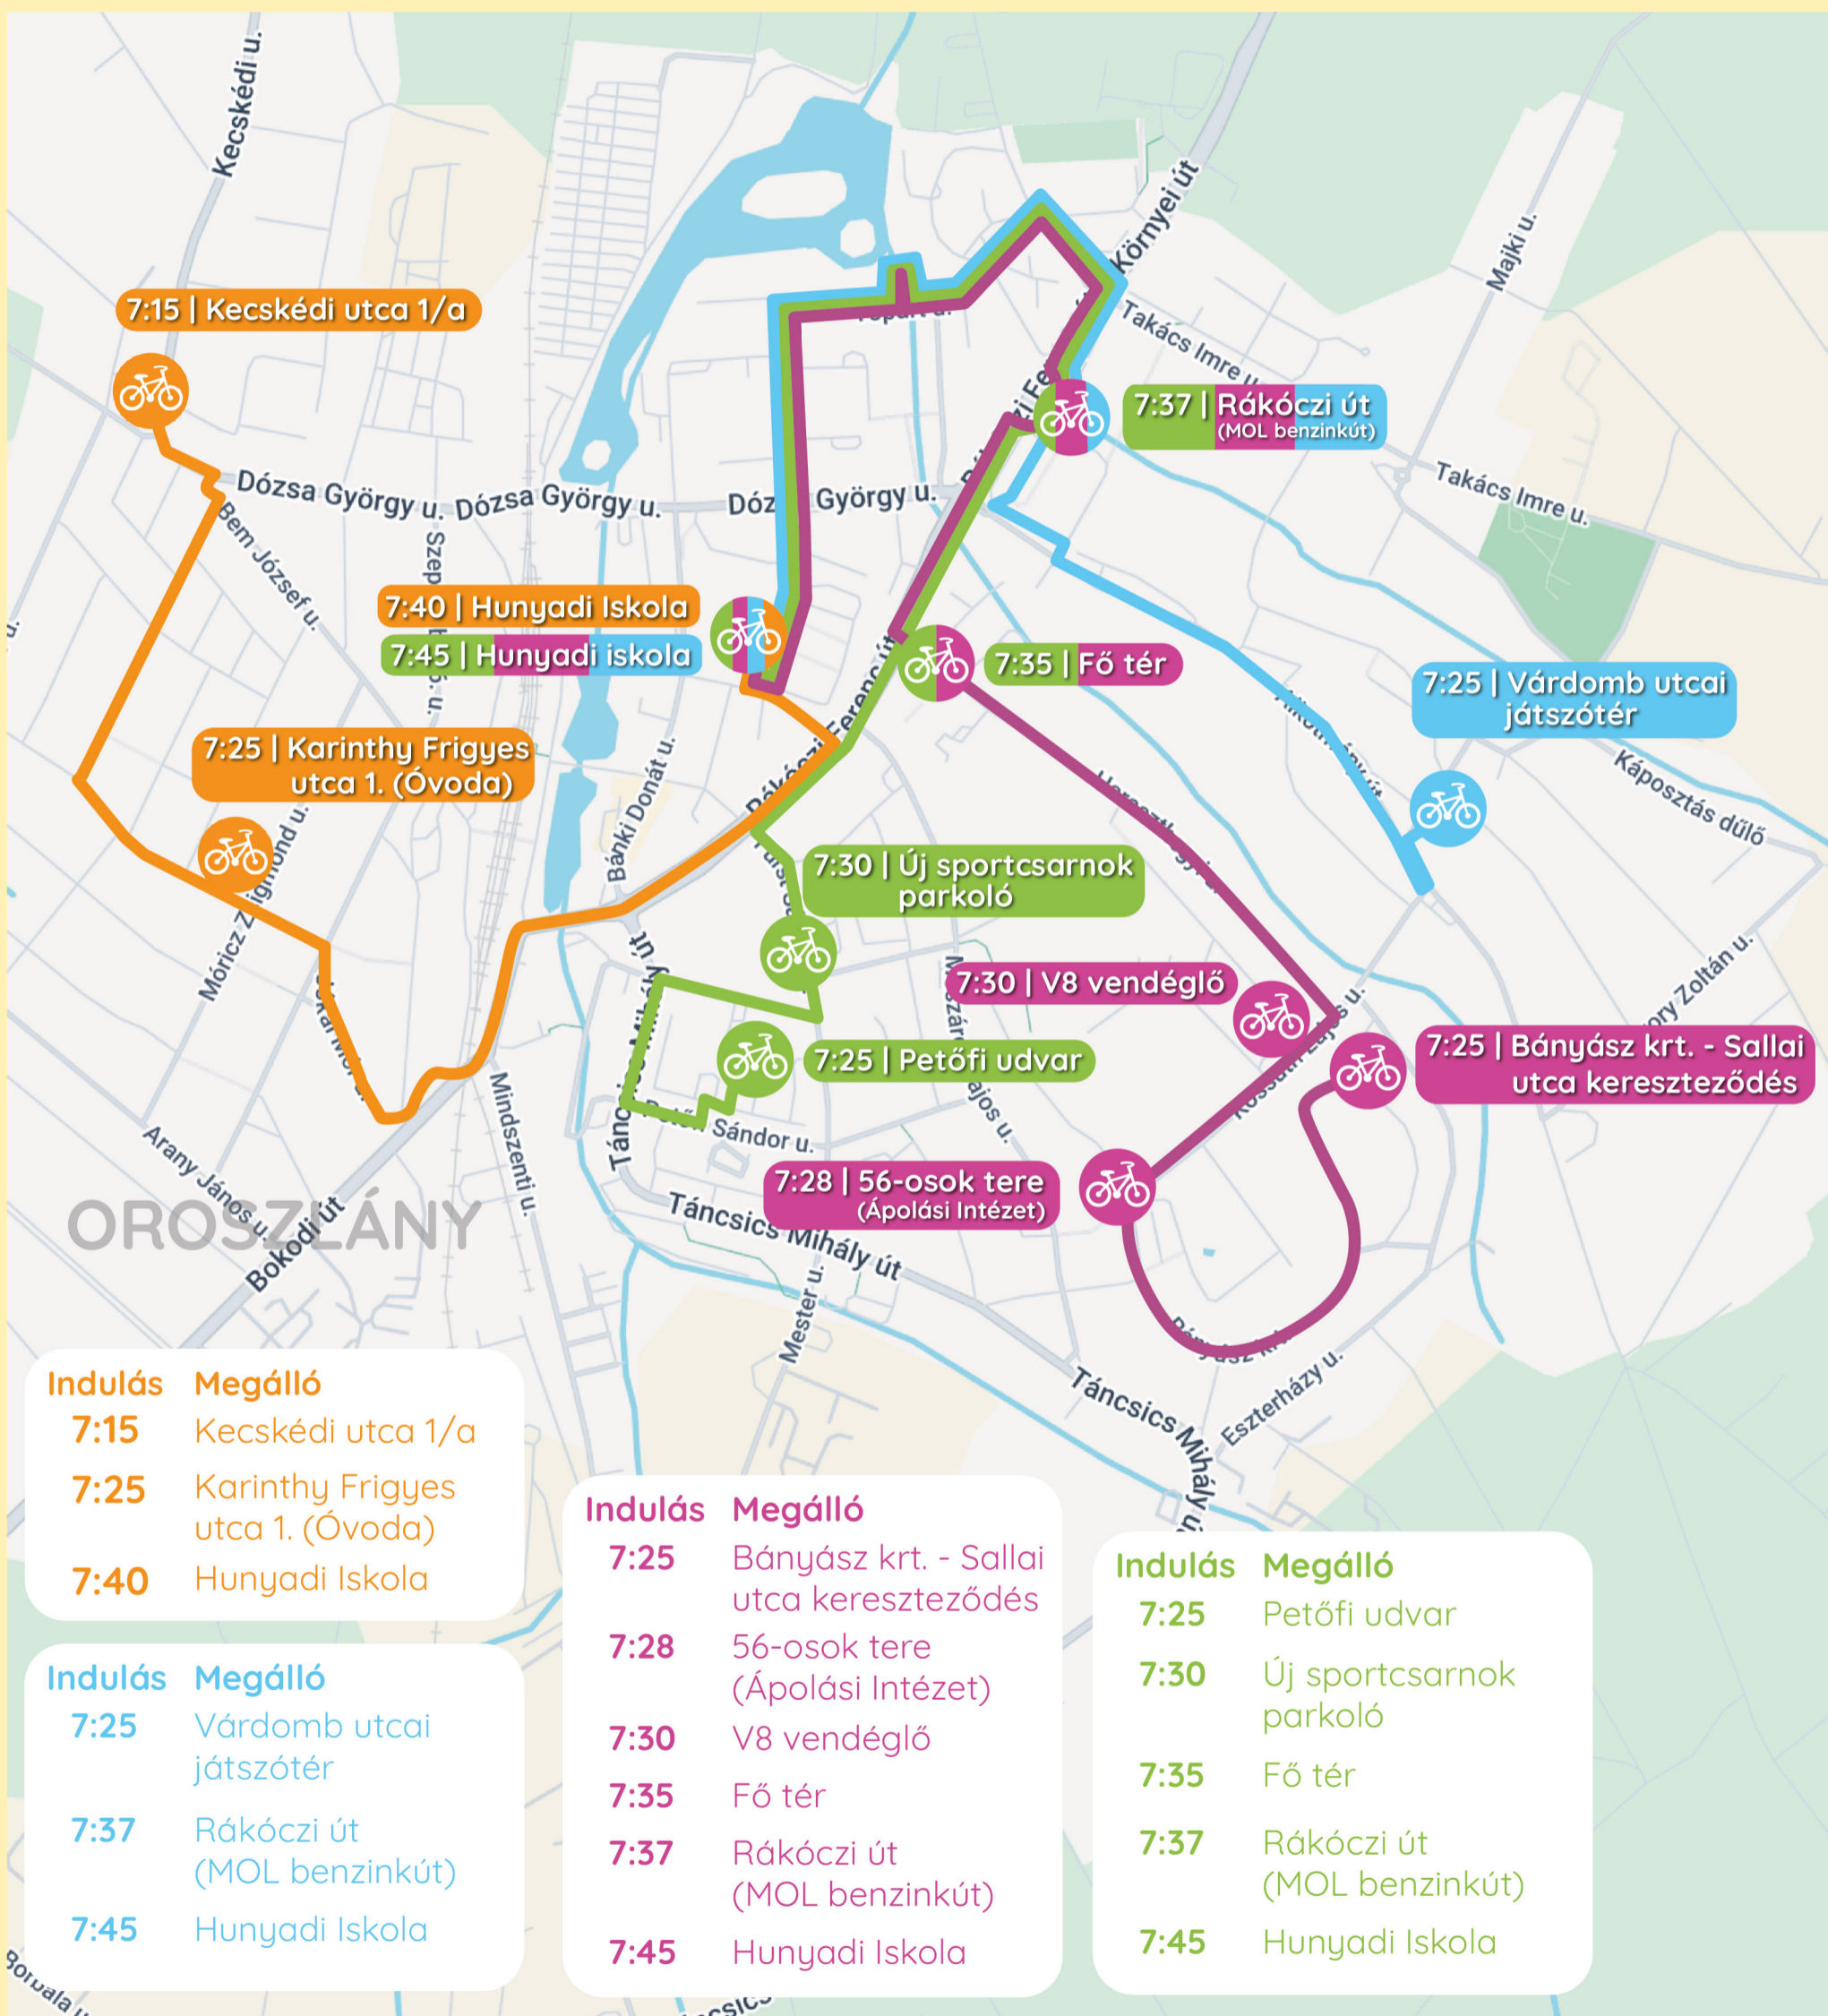 Kecskédi u.
Környei út
Majki u.
7:15 | Kecskédi utca 1/a
Takács Imre u.
7:37 | Rákóczi út
(MOL benzinkút)
Takács Imre u.
Dózsa György u.
Dózsa György u.
György u.
Bem József u.
7:40 | Hunyadi Iskola
7:45 | Hunyadi iskola
7:35 | Fő tér
7:25 | Várdomb utcai
játszótér
7:25 | Karinthy Frigyes
utca 1. (Óvoda)
Káposztás dűlő
Bánki Donát u.
7:30 | Új sportcsarnok
parkoló
7:30 | V8 vendéglő
7:25 | Petőfi udvar
7:25 | Bányász krt. - Sallai
utca kereszteződés
Mindszenti u.
Sándor u.
Arany János u.
7:28 | 56-osok tere
(Ápolási Intézet)
OROSZLÁNY
Bokodi út
Táncsics Mihály út
Mester u.
Eszterházy u.
Táncsics Mihály
Indulás Megálló
7:15 Kecskédi utca 1/a
7:25 Karinthy Frigyes
utca 1. (Óvoda)
7:40 Hunyadi Iskola
Indulás Megálló
7:25 Várdomb utcai
játszótér
7:37 Rákóczi út
(MOL benzinkút)
7:45 Hunyadi Iskola
Indulás Megálló
7:25 Bányász krt. - Sallai
utca kereszteződés
7:28 56-osok tere
(Ápolási Intézet)
7:30 V8 vendéglő
7:35 Fő tér
7:37 Rákóczi út
(MOL benzinkút)
7:45 Hunyadi Iskola
Indulás Megálló
7:25 Petőfi udvar
7:30 Új sportcsarnok
parkoló
7:35 Fő tér
7:37 Rákóczi út
(MOL benzinkút)
7:45 Hunyadi Iskola